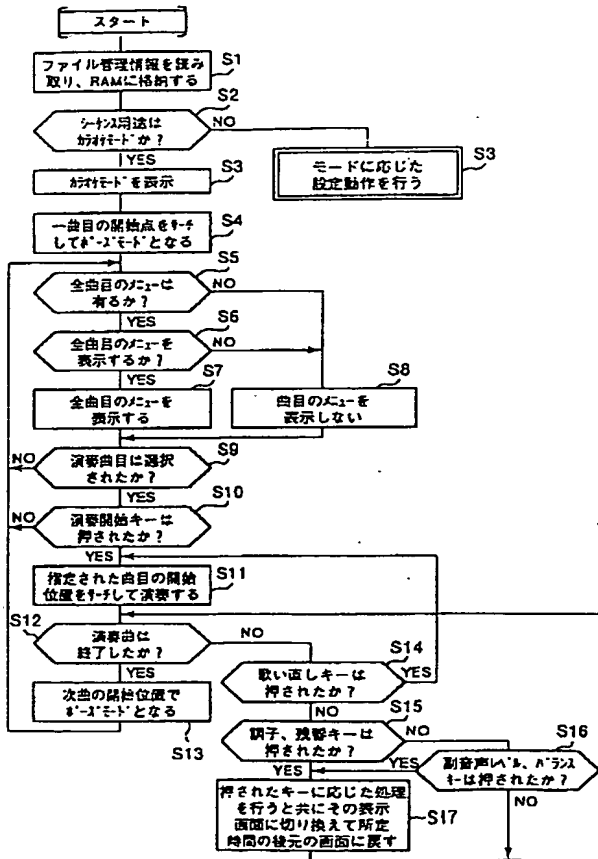 スタート
ファイル管理情報を読み
取り、RAMに格納する
S1
S2
シーケンス用途は
カラオケモードか?
NO
YES
S3
カラオケモードを表示
モードに応じた
設定動作を行う
S3
一曲目の開始点をサーチ
してポーズモードとなる
S4
S5
全曲目のメニューは
有るか?
NO
YES
S6
全曲目のメニューを
表示するか?
NO
YES
S7
全曲目のメニューを
表示する
S8
曲目のメニューを
表示しない
S9
NO
演奏曲目は選択
されたか?
YES
S10
NO
演奏開始キーは
押されたか?
YES
指定された曲目の開始
位置をサーチして演奏する
S11
S12
演奏曲は
終了したか?
NO
YES
次曲の開始位置で
ポーズモードとなる
S13
S14
歌い直しキーは
押されたか?
YES
NO
S15
調子、残響キーは
押されたか?
NO
YES
S16
副音声レベル、バランス
キーは押されたか?
YES
NO
押されたキーに応じた処理
を行うと共にその表示
画面に切り換えて所定
時間の後元の画面に戻す
S17